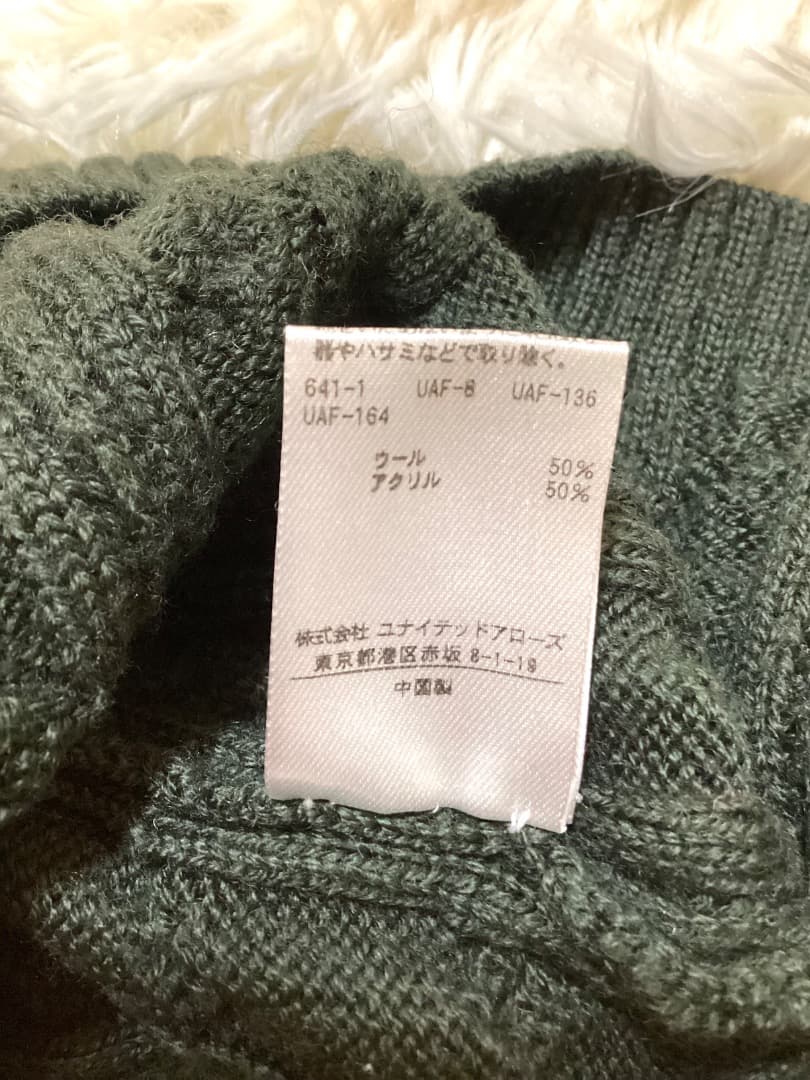 器やハサミなどで取り除く。
641-1 UAF-8 UAF-136
UAF-164
ウール 50%
アクリル 50%
株式会社 ユナイテッドアローズ
東京都港区赤坂 8-1-19
中国製